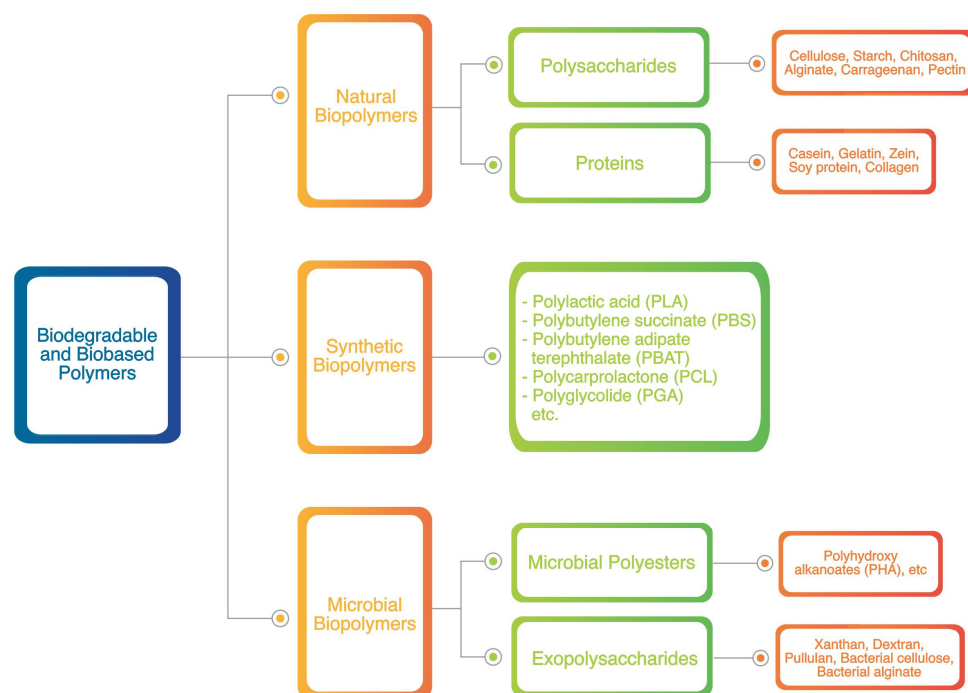 Biodegradable
and Biobased
Polymers
Natural
Biopolymers
Polysaccharides
Cellulose, Starch, Chitosan,
Alginate, Carrageenan, Pectin
Proteins
Casein, Gelatin, Zein,
Soy protein, Collagen
Synthetic
Biopolymers
- Polylactic acid (PLA)
- Polybutylene succinate (PBS)
- Polybutylene adipate
terephthalate (PBAT)
- Polycarprolactone (PCL)
- Polyglycolide (PGA)
etc.
Microbial
Biopolymers
Microbial Polyesters
Polyhydroxy
alkanoates (PHA), etc
Exopolysaccharides
Xanthan, Dextran,
Pullulan, Bacterial cellulose,
Bacterial alginate